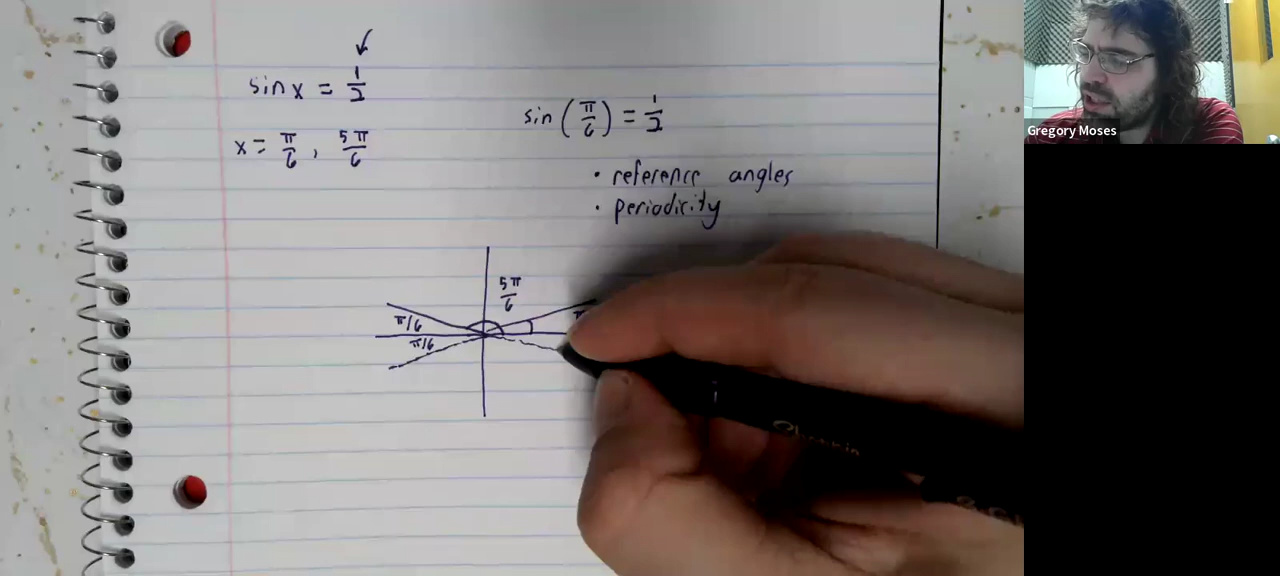 sin x = 1/2
sin(π/6) = 1/2
x = π/6, 5π/6
• reference angles
• periodicity
5π/6
π/6
π/6
Gregory Moses